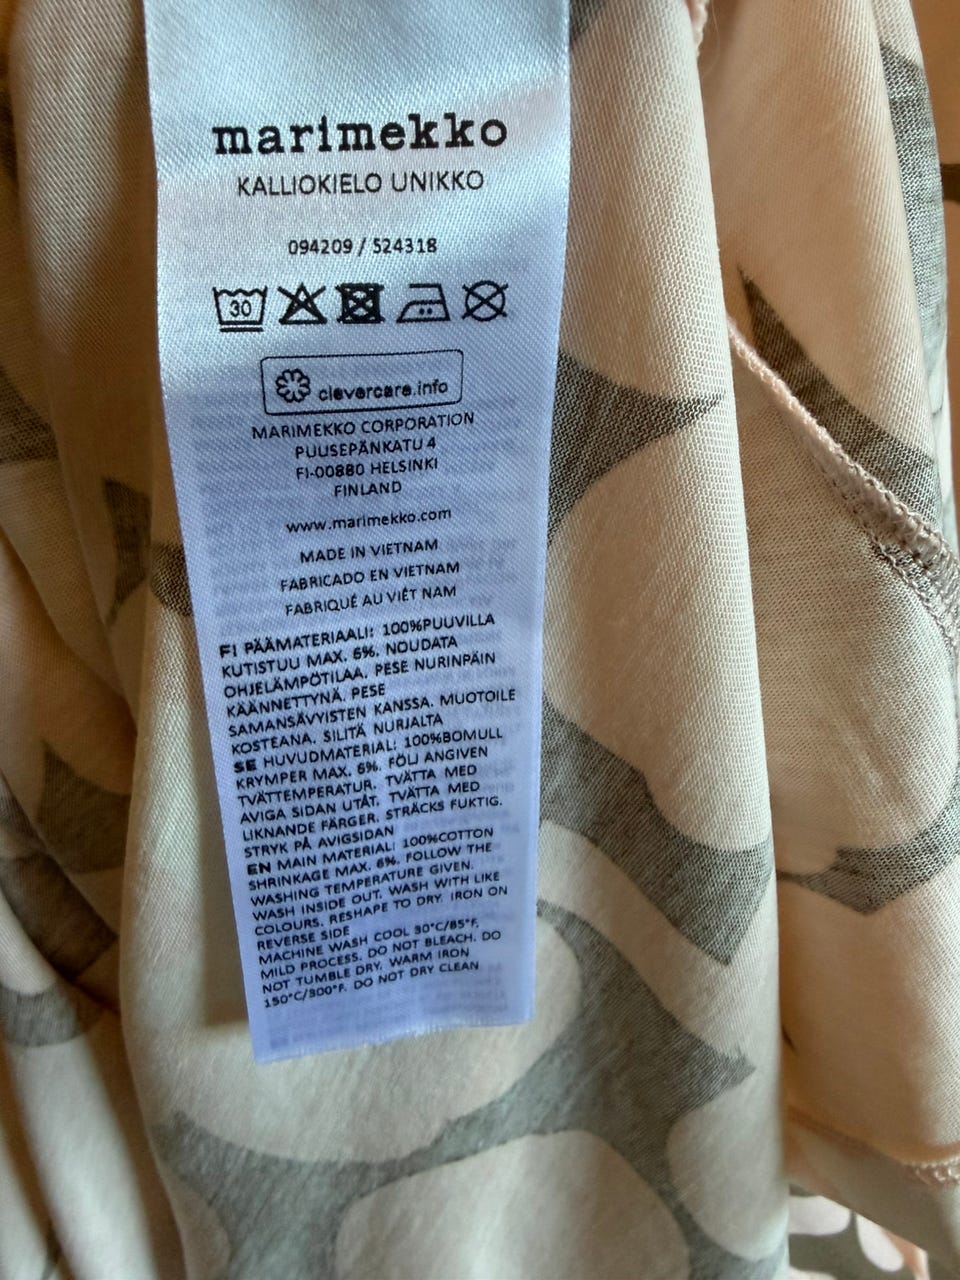 marimekko
KALLIOKIELO UNIKKO
094209 / 524318
30
clevercare.info
MARIMEKKO CORPORATION
PUUSEPÄNKATU 4
FI-00880 HELSINKI
FINLAND
www.marimekko.com
MADE IN VIETNAM
FABRICADO EN VIETNAM
FABRIQUÉ AU VIÊT NAM
FI PÄÄMATERIAALI: 100%PUUVILLA
KUTISTUU MAX. 6%. NOUDATA
OHJELÄMPÖTILAA. PESE NURINPÄIN
KÄÄNNETTYNÄ. PESE
SAMANSÄVYISTEN KANSSA. MUOTOILE
KOSTEANA. SILITÄ NURJALTA
SE HUVUDMATERIAL: 100%BOMULL
KRYMPER MAX. 6%. FÖLJ ANGIVEN
TVÄTTEMPERATUR. TVÄTTA MED
AVIGA SIDAN UTÅT. TVÄTTA MED
LIKNANDE FÄRGER. STRÄCKS FUKTIG.
STRYK PÅ AVIGSIDAN
EN MAIN MATERIAL: 100%COTTON
SHRINKAGE MAX. 6%. FOLLOW THE
WASHING TEMPERATURE GIVEN.
WASH INSIDE OUT. WASH WITH LIKE
COLOURS. RESHAPE TO DRY. IRON ON
REVERSE SIDE
MACHINE WASH COOL 30°C/85°F,
MILD PROCESS. DO NOT BLEACH. DO
NOT TUMBLE DRY. WARM IRON
150°C/300°F. DO NOT DRY CLEAN